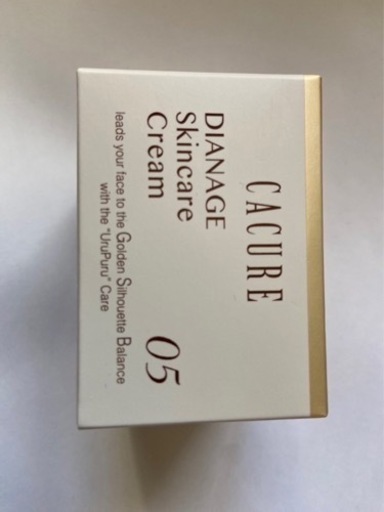 CACURE
DIANAGE
Skincare
Cream
05
leads your face to the Golden Silhouette Balance
with the "UruPuru" Care